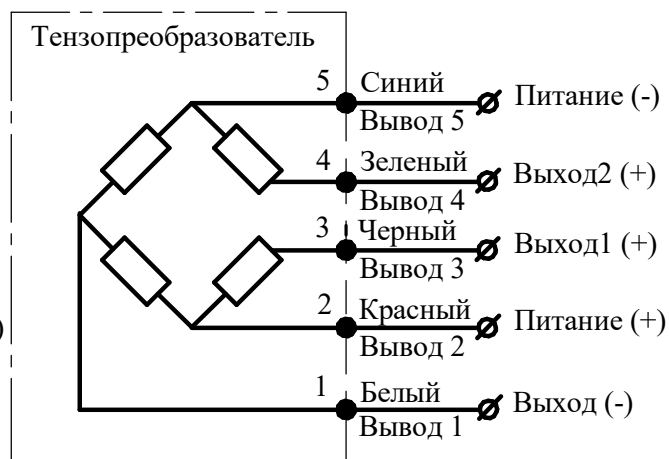 Тензопреобразователь
5 Синий Питание (-)
Вывод 5
4 Зеленый Выход2 (+)
Вывод 4
3 Черный Выход1 (+)
Вывод 3
2 Красный Питание (+)
)
Вывод 2
1 Белый Выход (-)
Вывод 1